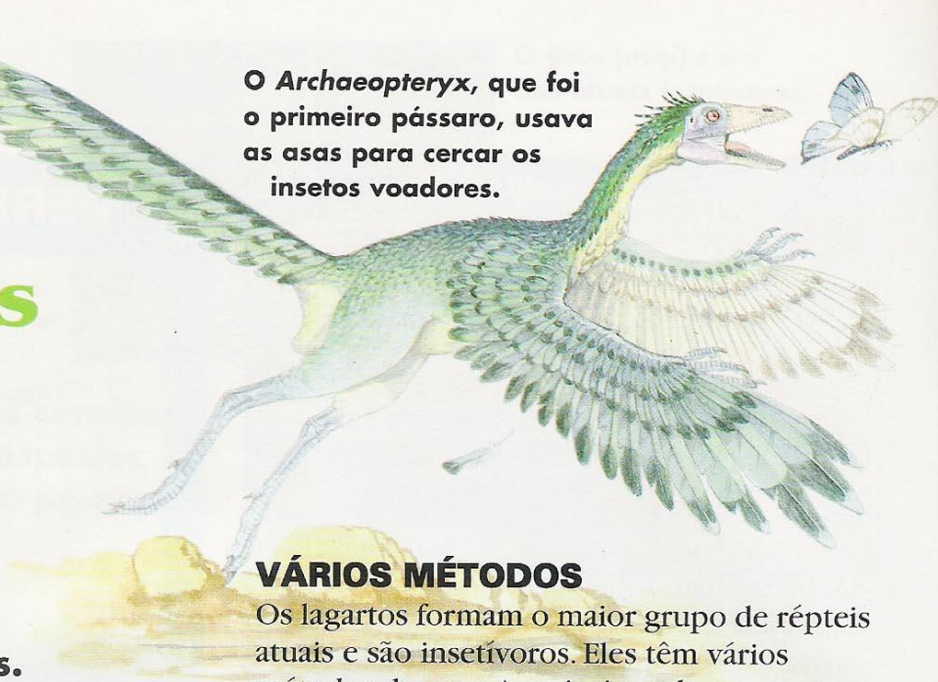 O Archaeopteryx, que foi
o primeiro pássaro, usava
as asas para cercar os
insetos voadores.
s
VÁRIOS MÉTODOS
Os lagartos formam o maior grupo de répteis
atuais e são insetívoros. Eles têm vários
s.